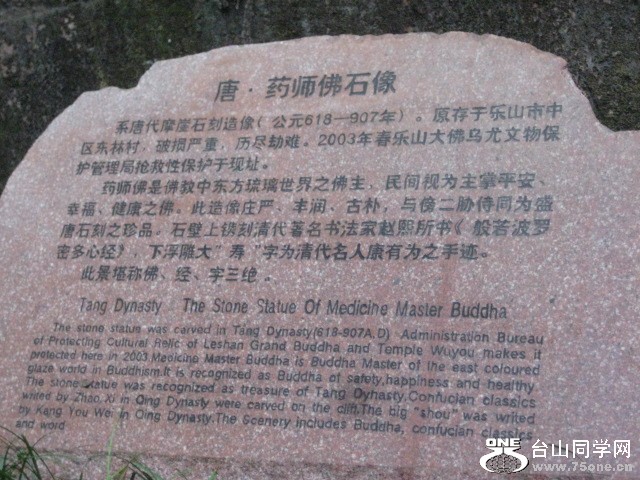 唐·药师佛石像
系唐代摩崖石刻造像(公元618—907年)。原存于乐山市中
区东林村,破损严重,历尽劫难。2003年春乐山大佛乌尤文物保
护管理局抢救性保护于现址。
药师佛是佛教中东方琉璃世界之佛主,民间视为主掌平安、
幸福、健康之佛。此造像庄严、丰润、古朴,与傍二胁侍同为盛
唐石刻之珍品。石壁上镌刻清代著名书法家赵熙所书《般若波罗
密多心经》,下浮雕大"寿"字为清代名人康有为之手迹。
此景堪称佛、经、字三绝。
Tang Dynasty The Stone Statue Of Medicine Master Buddha
The stone statue was carved in Tang Dynasty(618-907A.D) .Administration Bureau
of Protecting Cultural Relic of Leshan Grand Buddha and Temple Wuyou makes it
protected here in 2003.Medicine Master Buddha is Buddha Master of the east coloured
glaze world in Buddhism.It is recognized as Buddha of safety,happiness and healthy.
The stone statue was recognized as treasure of Tang Dynasty.Confucian classics
writed by Zhao Xi in Qing Dynasty were carved on the clift.The big "shou" was writed
by Kang You Wei in Qing Dynasty.The Scenery includes Buddha, confucian classics
and word
ONE 台山同学网
www.75one.cn